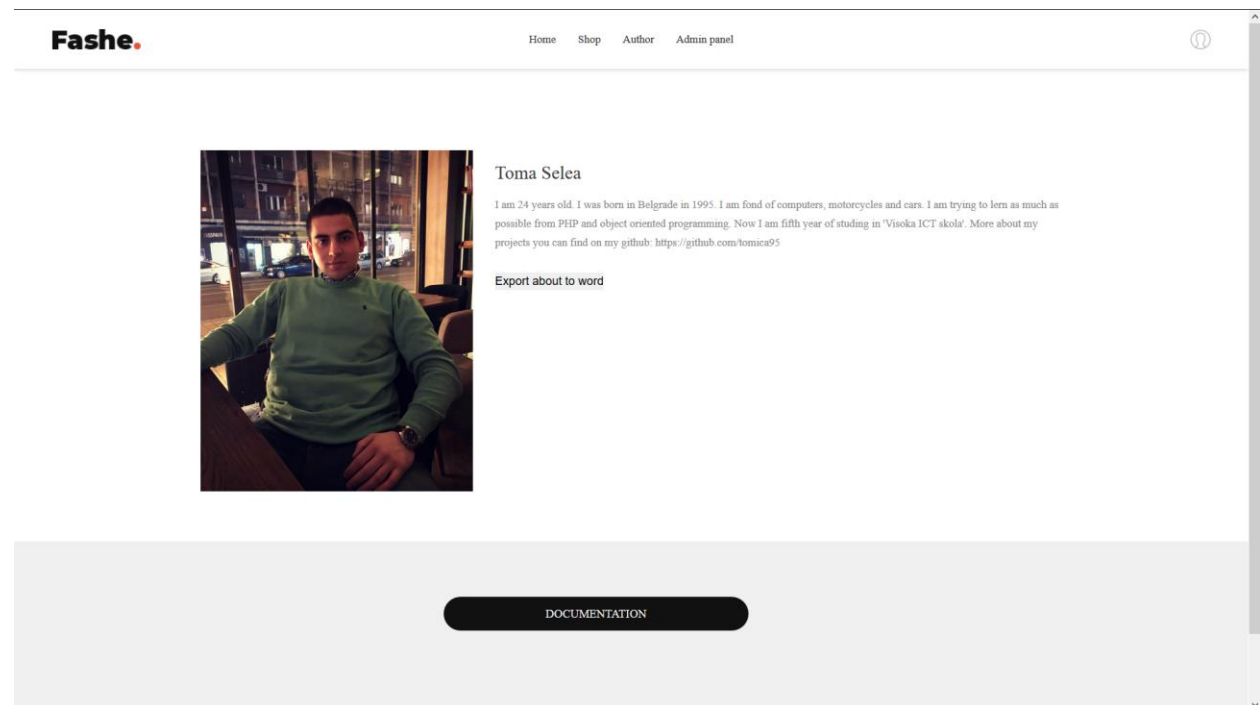 Fashe.
Home Shop Author Admin panel
Toma Selea
I am 24 years old. I was born in Belgrade in 1995. I am fond of computers, motorcycles and cars. I am trying to lern as much as
possible from PHP and object oriented programming. Now I am fifth year of studing in 'Visoka ICT skola'. More about my
projects you can find on my github: https://github.com/tomica95
Export about to word
DOCUMENTATION